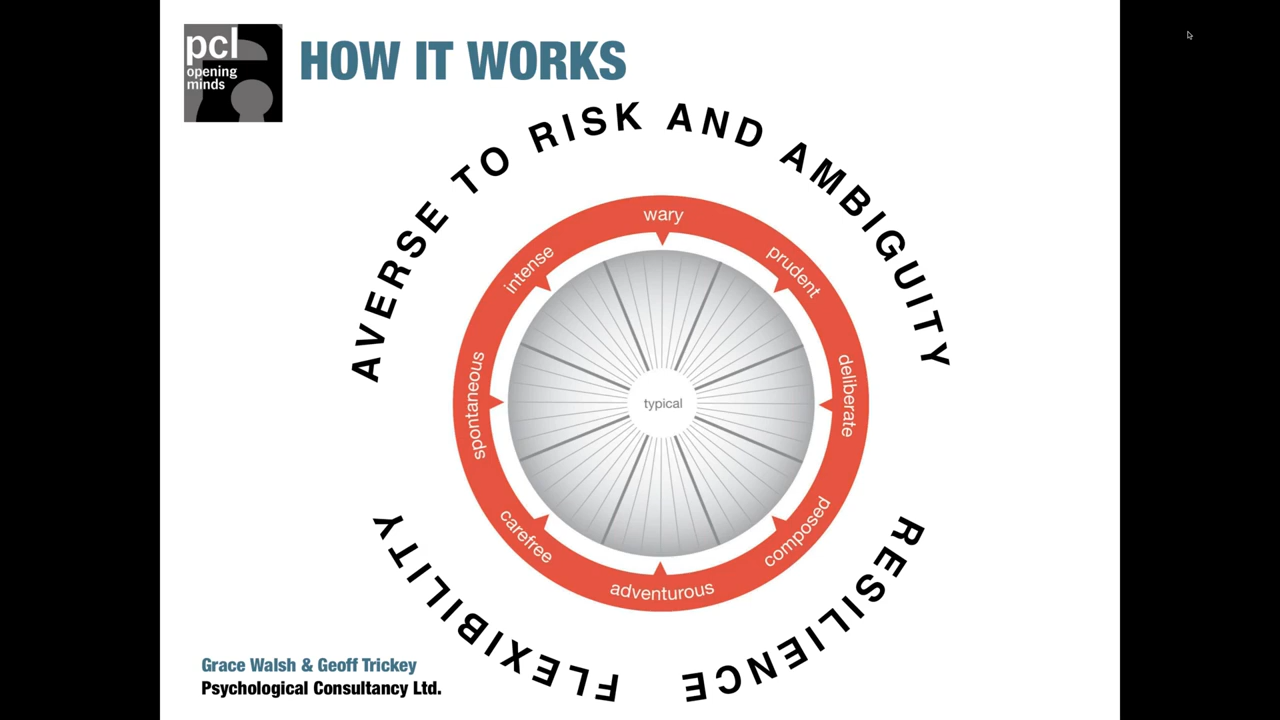 pcl
opening
minds
HOW IT WORKS
AVERSE TO RISK AND AMBIGUITY
wary
prudent
deliberate
composed
adventurous
carefree
spontaneous
intense
typical
FLEXIBILITY
RESILIENCE
Grace Walsh & Geoff Trickey
Psychological Consultancy Ltd.